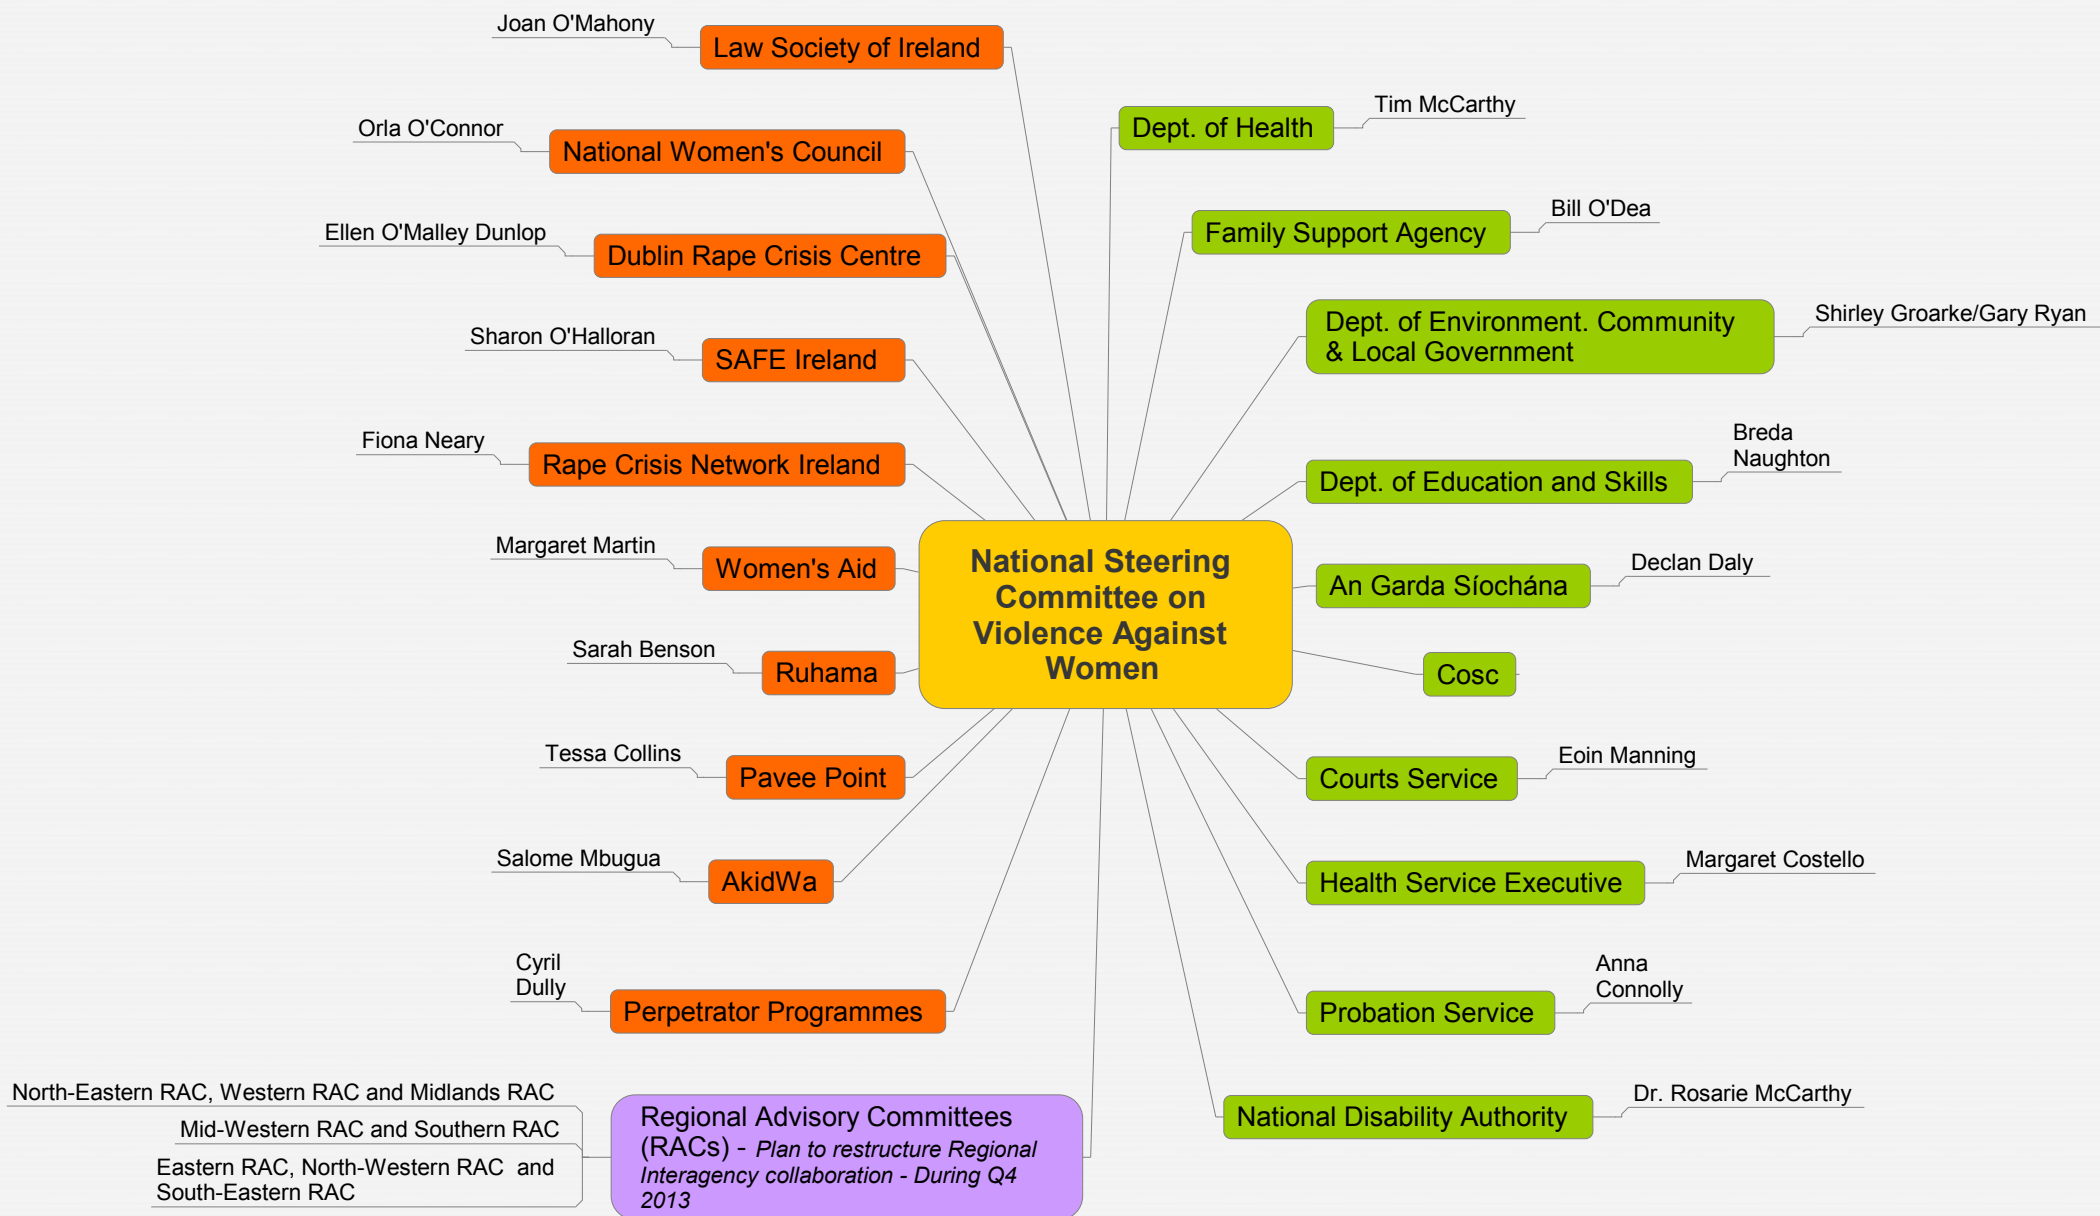 Joan O'Mahony
Law Society of Ireland
Orla O'Connor
National Women's Council
Ellen O'Malley Dunlop
Dublin Rape Crisis Centre
Sharon O'Halloran
SAFE Ireland
Fiona Neary
Rape Crisis Network Ireland
Margaret Martin
Women's Aid
Sarah Benson
Ruhama
Tessa Collins
Pavee Point
Salome Mbugua
AkidWa
Cyril
Dully
Perpetrator Programmes
North-Eastern RAC, Western RAC and Midlands RAC
Mid-Western RAC and Southern RAC
Eastern RAC, North-Western RAC and
South-Eastern RAC
Regional Advisory Committees
(RACs) - Plan to restructure Regional
Interagency collaboration - During Q4
2013
National Steering
Committee on
Violence Against
Women
Dept. of Health
Tim McCarthy
Family Support Agency
Bill O'Dea
Dept. of Environment. Community
& Local Government
Shirley Groarke/Gary Ryan
Dept. of Education and Skills
Breda
Naughton
An Garda Síochána
Declan Daly
Cosc
Courts Service
Eoin Manning
Health Service Executive
Margaret Costello
Probation Service
Anna
Connolly
National Disability Authority
Dr. Rosarie McCarthy